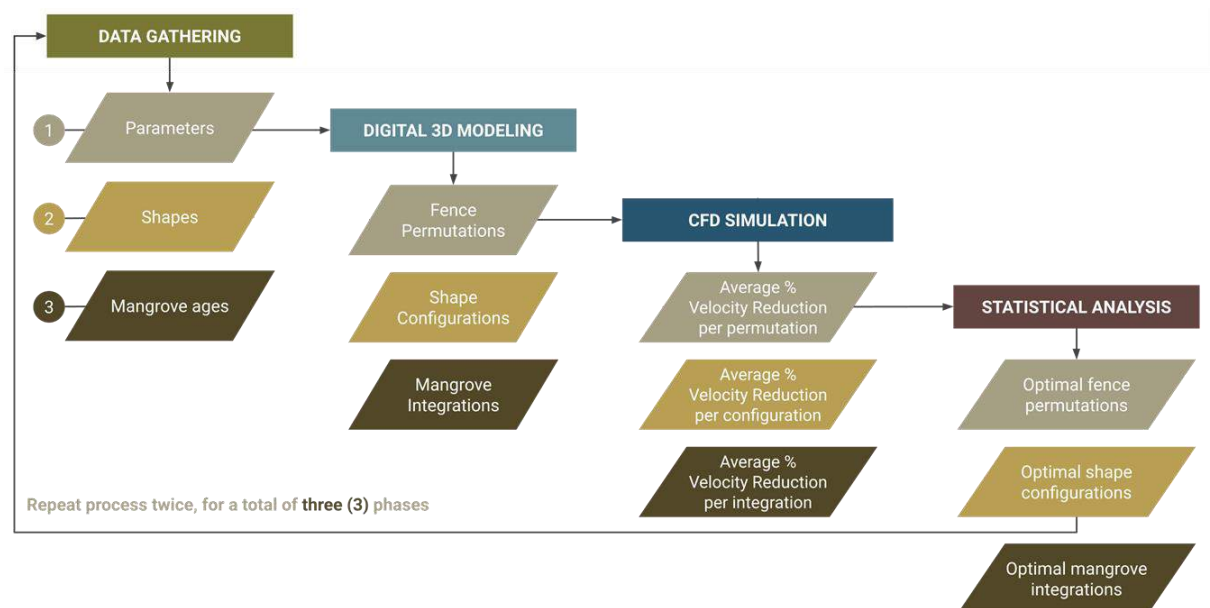 DATA GATHERING
1
Parameters
2
Shapes
3
Mangrove ages
DIGITAL 3D MODELING
Fence
Permutations
Shape
Configurations
Mangrove
Integrations
CFD SIMULATION
Average %
Velocity Reduction
per permutation
Average %
Velocity Reduction
per configuration
Average %
Velocity Reduction
per integration
STATISTICAL ANALYSIS
Optimal fence
permutations
Optimal shape
configurations
Optimal mangrove
integrations
Repeat process twice, for a total of three (3) phases